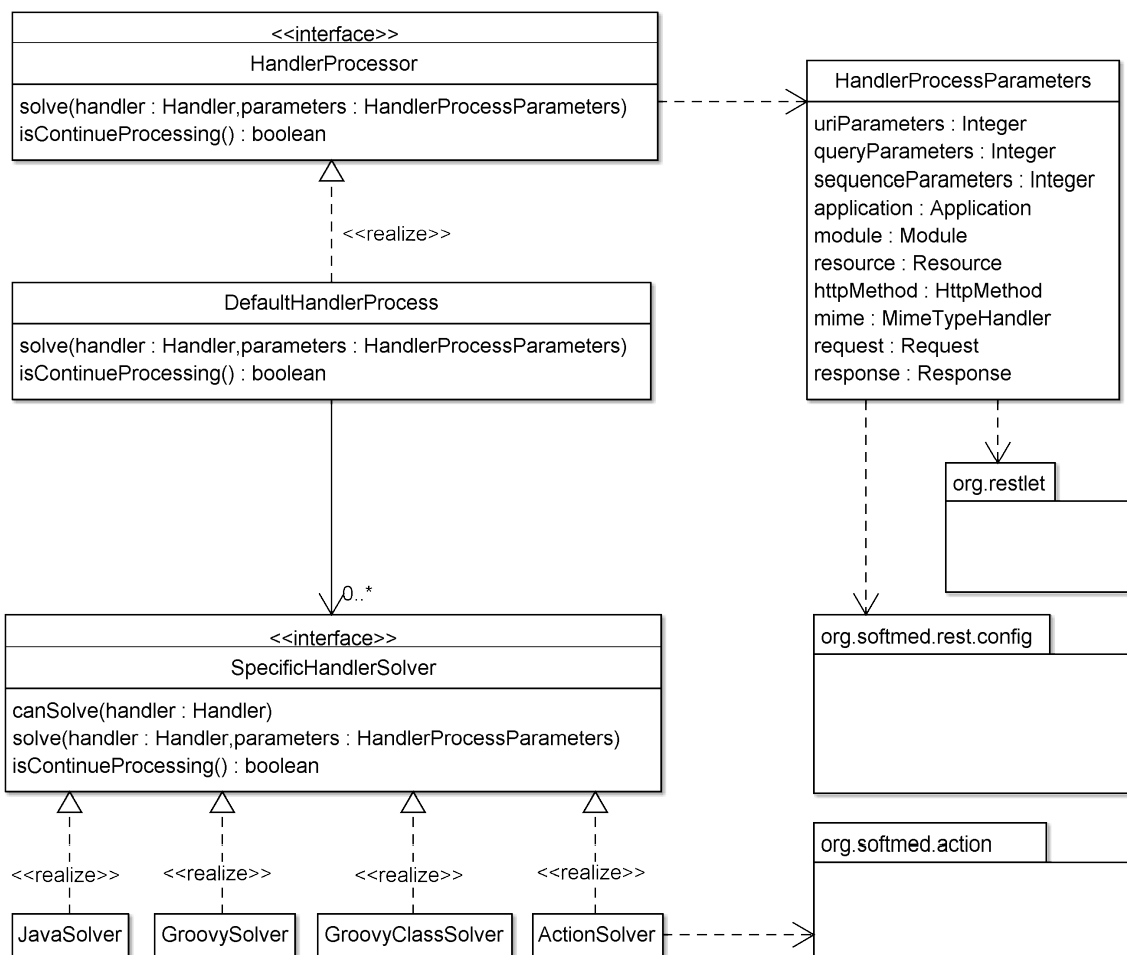 <<interface>>
HandlerProcessor
solve(handler : Handler,parameters : HandlerProcessParameters)
isContinueProcessing() : boolean
HandlerProcessParameters
uriParameters : Integer
queryParameters : Integer
sequenceParameters : Integer
application : Application
module : Module
resource : Resource
httpMethod : HttpMethod
mime : MimeTypeHandler
request : Request
response : Response
<<realize>>
DefaultHandlerProcess
solve(handler : Handler,parameters : HandlerProcessParameters)
isContinueProcessing() : boolean
org.restlet
0..*
<<interface>>
SpecificHandlerSolver
canSolve(handler : Handler)
solve(handler : Handler,parameters : HandlerProcessParameters)
isContinueProcessing() : boolean
org.softmed.rest.config
org.softmed.action
<<realize>>
<<realize>>
<<realize>>
<<realize>>
JavaSolver
GroovySolver
GroovyClassSolver
ActionSolver